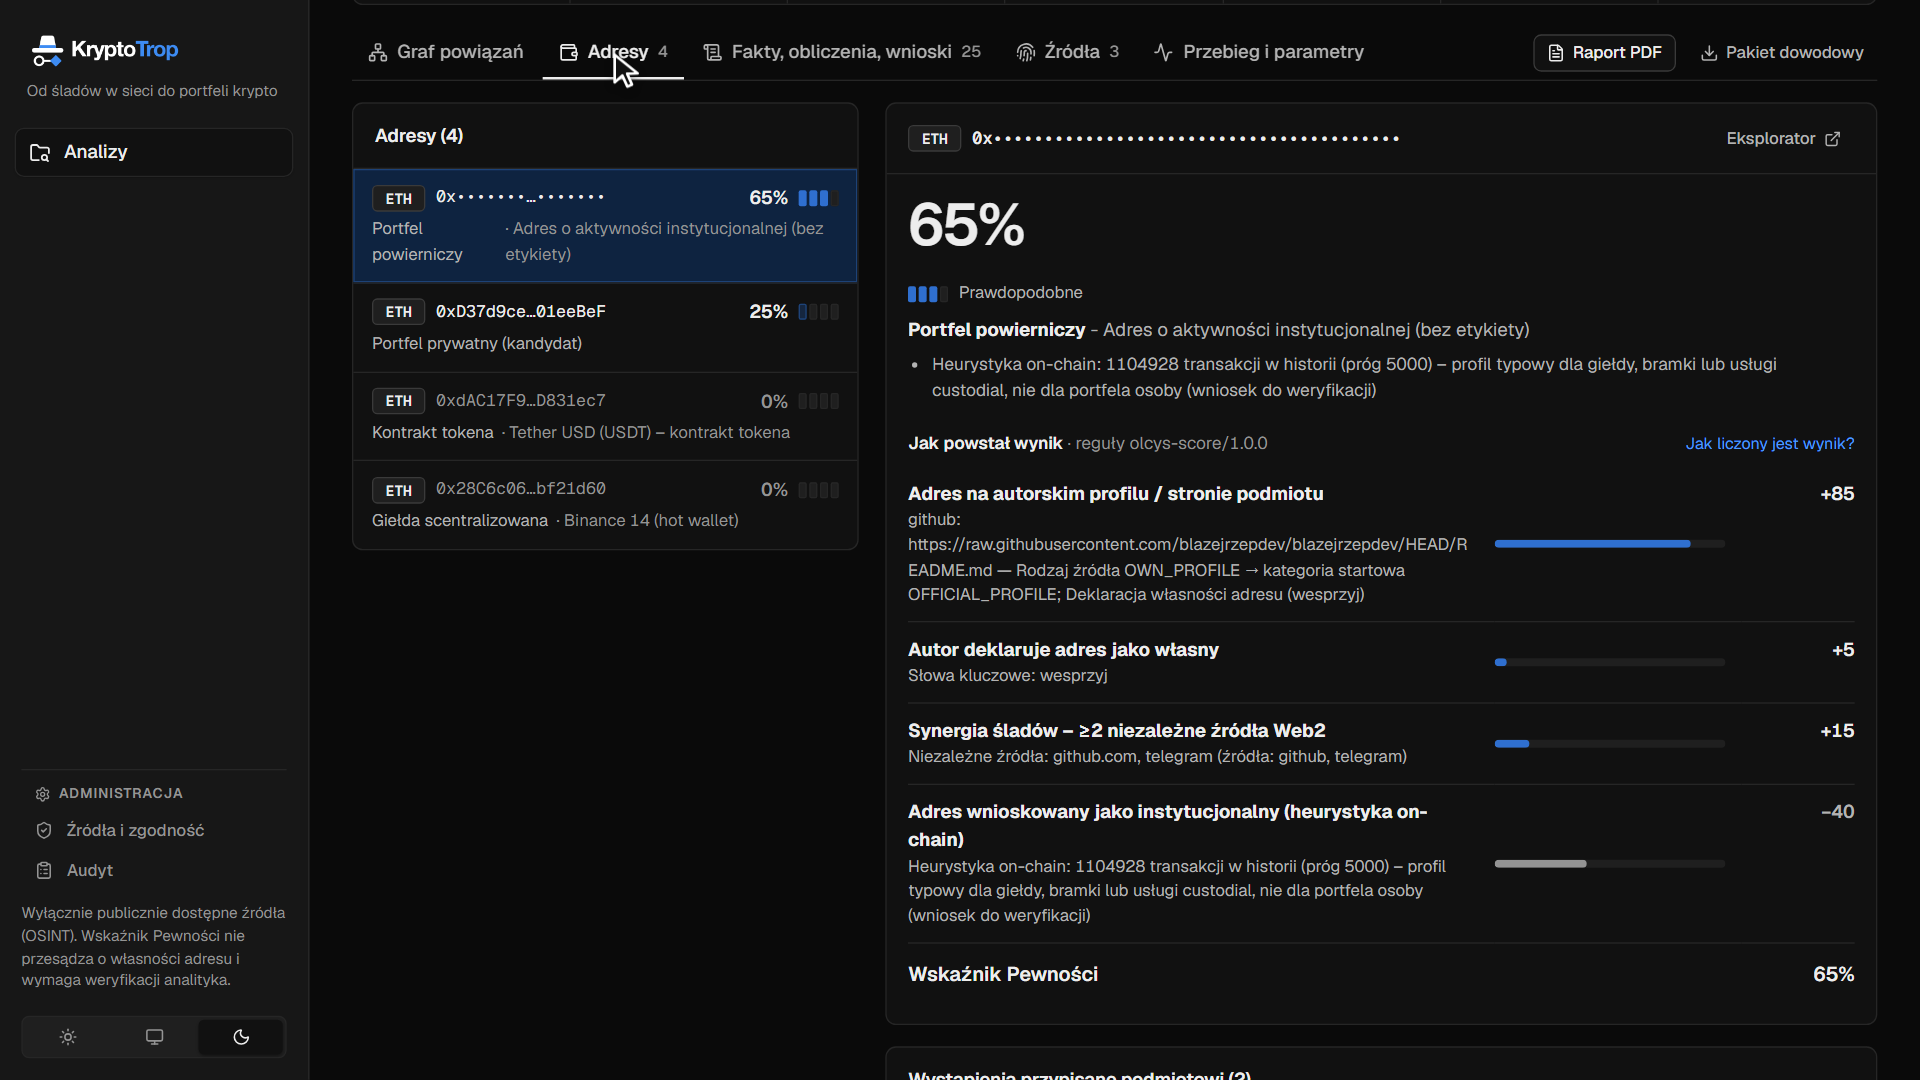 KryptoTrop
Od śladów w sieci do portfeli krypto
Analizy
ADMINISTRACJA
Źródła i zgodność
Audyt
Wyłącznie publicznie dostępne źródła
(OSINT). Wskaźnik Pewności nie
przesądza o własności adresu i
wymaga weryfikacji analityka.
Graf powiązań
Adresy 4
Fakty, obliczenia, wnioski 25
Źródła 3
Przebieg i parametry
Raport PDF
Pakiet dowodowy
Adresy (4)
ETH 0x•••••••…••••••• 65%
Portfel powierniczy · Adres o aktywności instytucjonalnej (bez
etykiety)
ETH 0xD37d9ce…01eeBeF 25%
Portfel prywatny (kandydat)
ETH 0xdAC17F9…D831ec7 0%
Kontrakt tokena · Tether USD (USDT) – kontrakt tokena
ETH 0x28C6c06…bf21d60 0%
Giełda scentralizowana · Binance 14 (hot wallet)
ETH 0x•••••••••••••••••••••••••••••••••••••••• Eksplorator
65%
Prawdopodobne
Portfel powierniczy - Adres o aktywności instytucjonalnej (bez etykiety)
• Heurystyka on-chain: 1104928 transakcji w historii (próg 5000) – profil typowy dla giełdy, bramki lub usługi
custodial, nie dla portfela osoby (wniosek do weryfikacji)
Jak powstał wynik · reguły olcys-score/1.0.0 Jak liczony jest wynik?
Adres na autorskim profilu / stronie podmiotu +85
github:
https://raw.githubusercontent.com/blazejrzepdev/blazejrzepdev/HEAD/R
EADME.md — Rodzaj źródła OWN_PROFILE → kategoria startowa
OFFICIAL_PROFILE; Deklaracja własności adresu (wesprzyj)
Autor deklaruje adres jako własny +5
Słowa kluczowe: wesprzyj
Synergia śladów – ≥2 niezależne źródła Web2 +15
Niezależne źródła: github.com, telegram (źródła: github, telegram)
Adres wnioskowany jako instytucjonalny (heurystyka on-
chain) −40
Heurystyka on-chain: 1104928 transakcji w historii (próg 5000) – profil
typowy dla giełdy, bramki lub usługi custodial, nie dla portfela osoby
(wniosek do weryfikacji)
Wskaźnik Pewności 65%
Wystąpienia przypisane podmiotowi (2)